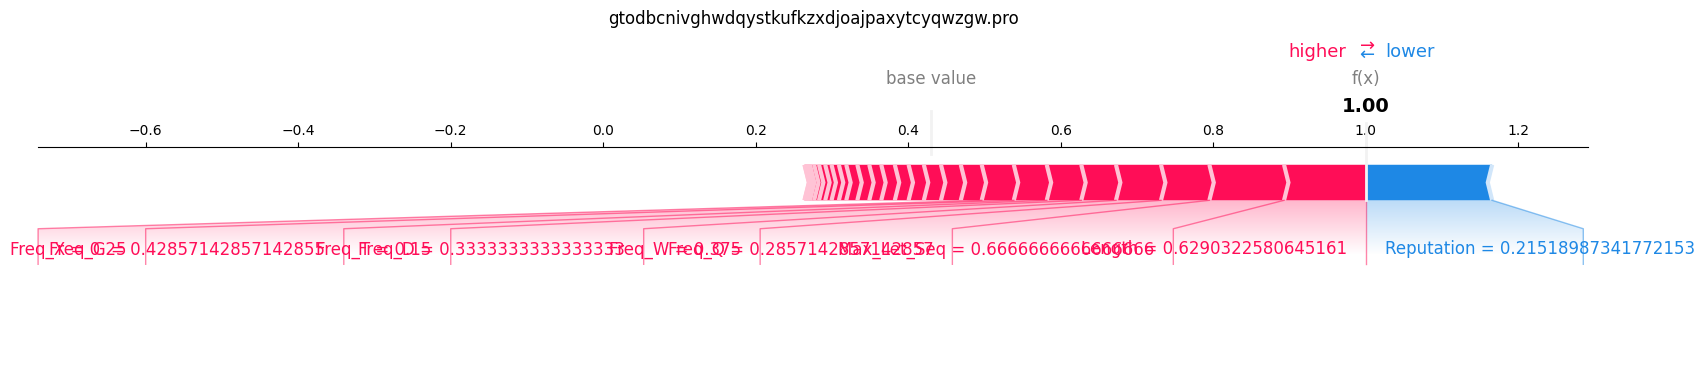 gtodbcnivghwdqystkufkzxdjoajpaxytcyqwzgw.pro
higher ⇄ lower
base value
f(x)
1.00
−0.6 −0.4 −0.2 0.0 0.2 0.4 0.6 0.8 1.0 1.2
Freq_X = 0.25 Freq_G = 0.42857142857142855 Freq_T = 0.15 Freq_D = 0.3333333333333333 Freq_W = 0.375 Freq_Q = 0.2857142857142857 Max_Let_Seq = 0.6666666666666666 Length = 0.6290322580645161 Reputation = 0.21518987341772153